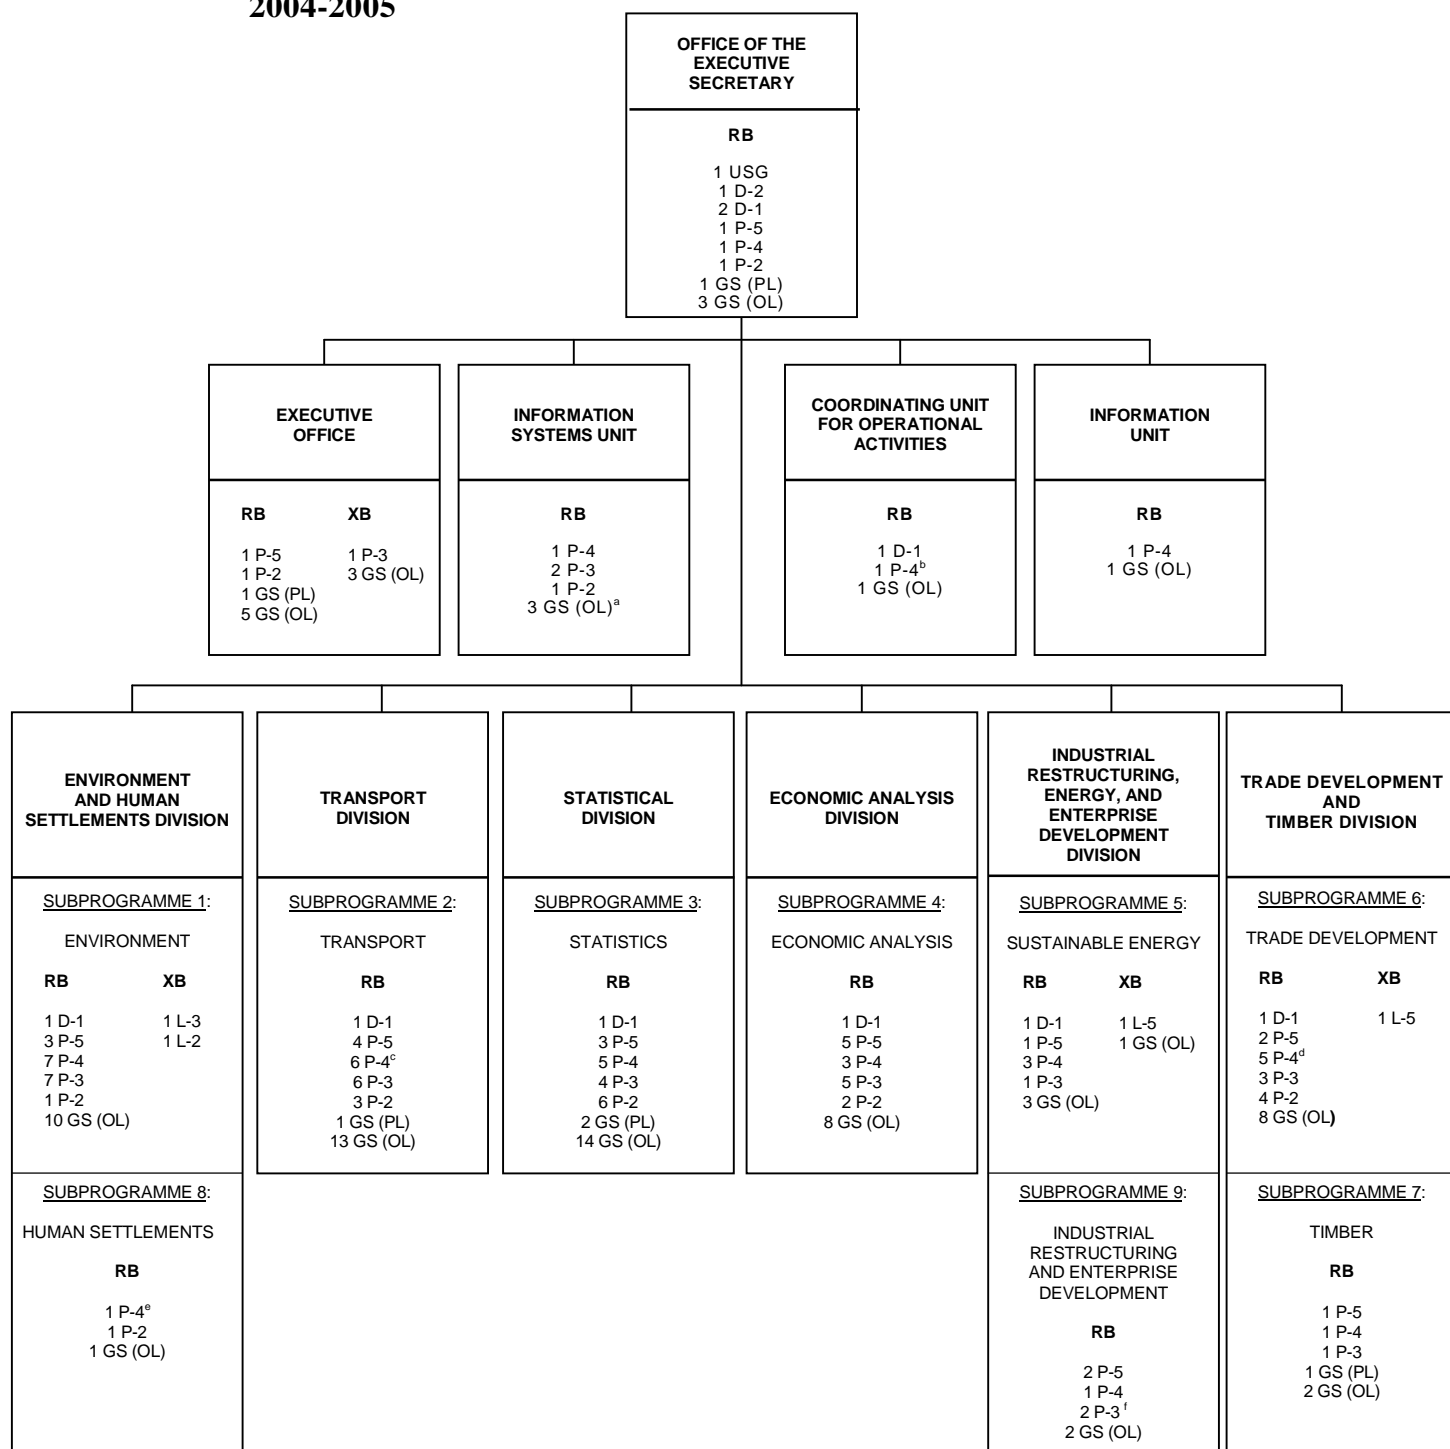 2004-2005
OFFICE OF THE
EXECUTIVE
SECRETARY
RB
1 USG
1 D-2
2 D-1
1 P-5
1 P-4
1 P-2
1 GS (PL)
3 GS (OL)
EXECUTIVE
OFFICE
RB XB
1 P-5 1 P-3
1 P-2 3 GS (OL)
1 GS (PL)
5 GS (OL)
INFORMATION
SYSTEMS UNIT
RB
1 P-4
2 P-3
1 P-2
3 GS (OL)a
COORDINATING UNIT
FOR OPERATIONAL
ACTIVITIES
RB
1 D-1
1 P-4b
1 GS (OL)
INFORMATION
UNIT
RB
1 P-4
1 GS (OL)
ENVIRONMENT
AND HUMAN
SETTLEMENTS DIVISION
SUBPROGRAMME 1:
ENVIRONMENT
RB XB
1 D-1 1 L-3
3 P-5 1 L-2
7 P-4
7 P-3
1 P-2
10 GS (OL)
SUBPROGRAMME 8:
HUMAN SETTLEMENTS
RB
1 P-4e
1 P-2
1 GS (OL)
TRANSPORT
DIVISION
SUBPROGRAMME 2:
TRANSPORT
RB
1 D-1
4 P-5
6 P-4c
6 P-3
3 P-2
1 GS (PL)
13 GS (OL)
STATISTICAL
DIVISION
SUBPROGRAMME 3:
STATISTICS
RB
1 D-1
3 P-5
5 P-4
4 P-3
6 P-2
2 GS (PL)
14 GS (OL)
ECONOMIC ANALYSIS
DIVISION
SUBPROGRAMME 4:
ECONOMIC ANALYSIS
RB
1 D-1
5 P-5
3 P-4
5 P-3
2 P-2
8 GS (OL)
INDUSTRIAL
RESTRUCTURING,
ENERGY, AND
ENTERPRISE
DEVELOPMENT
DIVISION
SUBPROGRAMME 5:
SUSTAINABLE ENERGY
RB XB
1 D-1 1 L-5
1 P-5 1 GS (OL)
3 P-4
1 P-3
3 GS (OL)
SUBPROGRAMME 9:
INDUSTRIAL
RESTRUCTURING
AND ENTERPRISE
DEVELOPMENT
RB
2 P-5
1 P-4
2 P-3 f
2 GS (OL)
TRADE DEVELOPMENT
AND
TIMBER DIVISION
SUBPROGRAMME 6:
TRADE DEVELOPMENT
RB XB
1 D-1 1 L-5
2 P-5
5 P-4d
3 P-3
4 P-2
8 GS (OL)
SUBPROGRAMME 7:
TIMBER
RB
1 P-5
1 P-4
1 P-3
1 GS (PL)
2 GS (OL)